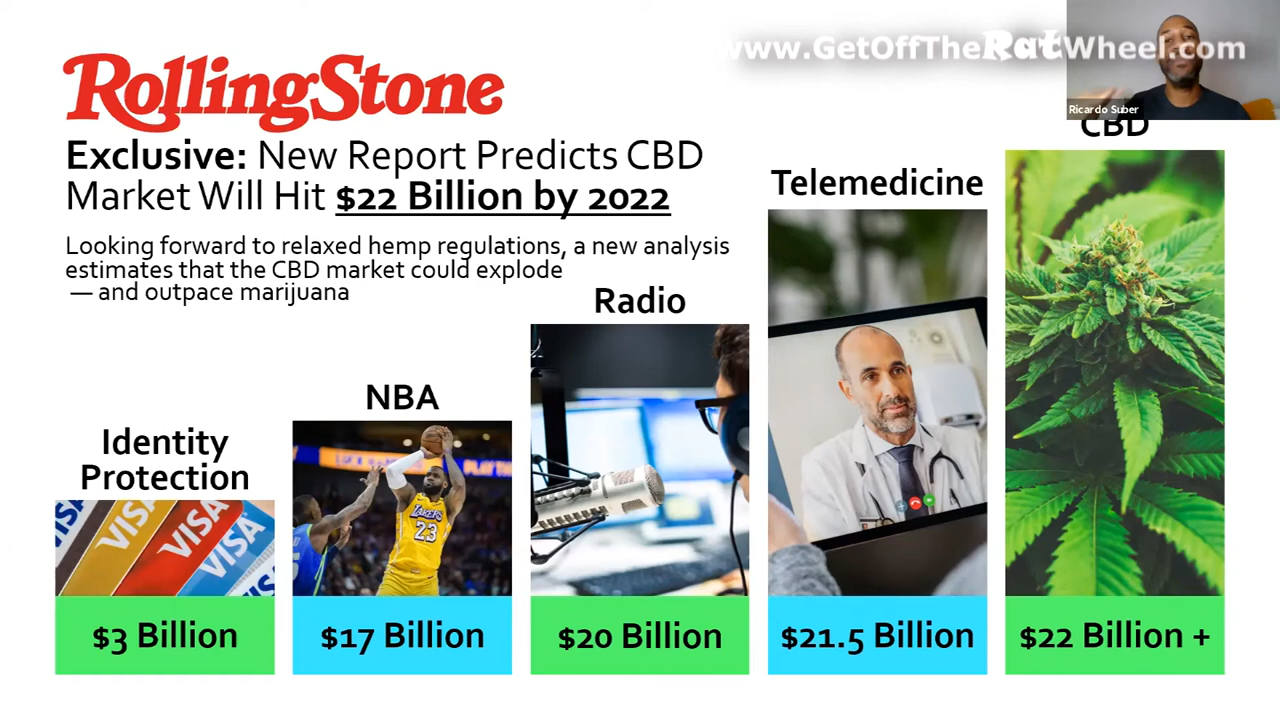 www.GetOffTheRatWheel.com
Ricardo Suber
RollingStone
Exclusive: New Report Predicts CBD
Market Will Hit $22 Billion by 2022
Looking forward to relaxed hemp regulations, a new analysis
estimates that the CBD market could explode
— and outpace marijuana
Identity
Protection
NBA
Radio
Telemedicine
CBD
VISA
VISA
VISA
VISA
LAKERS
23
$3 Billion
$17 Billion
$20 Billion
$21.5 Billion
$22 Billion +